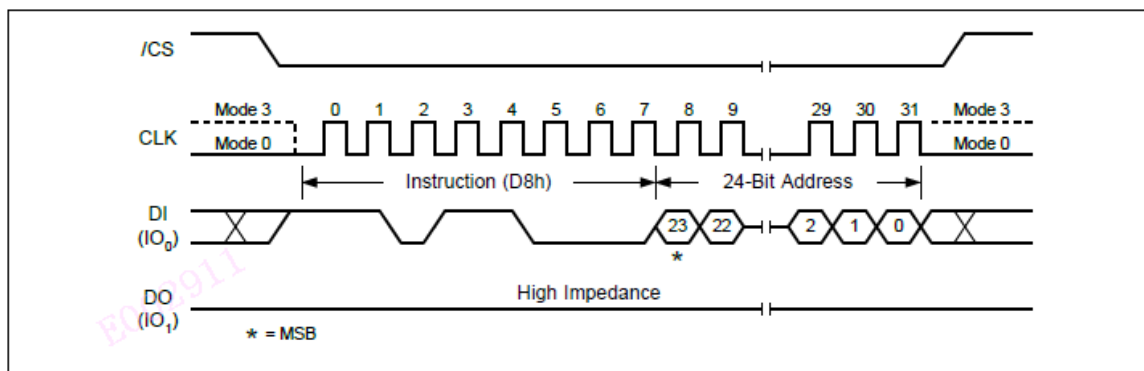 /CS
Mode 3 0 1 2 3 4 5 6 7 8 9 29 30 31 Mode 3
CLK Mode 0 Mode 0
Instruction (D8h) 24-Bit Address
DI
(IO0)
23 22 2 1 0
*
High Impedance
DO
(IO1)
* = MSB